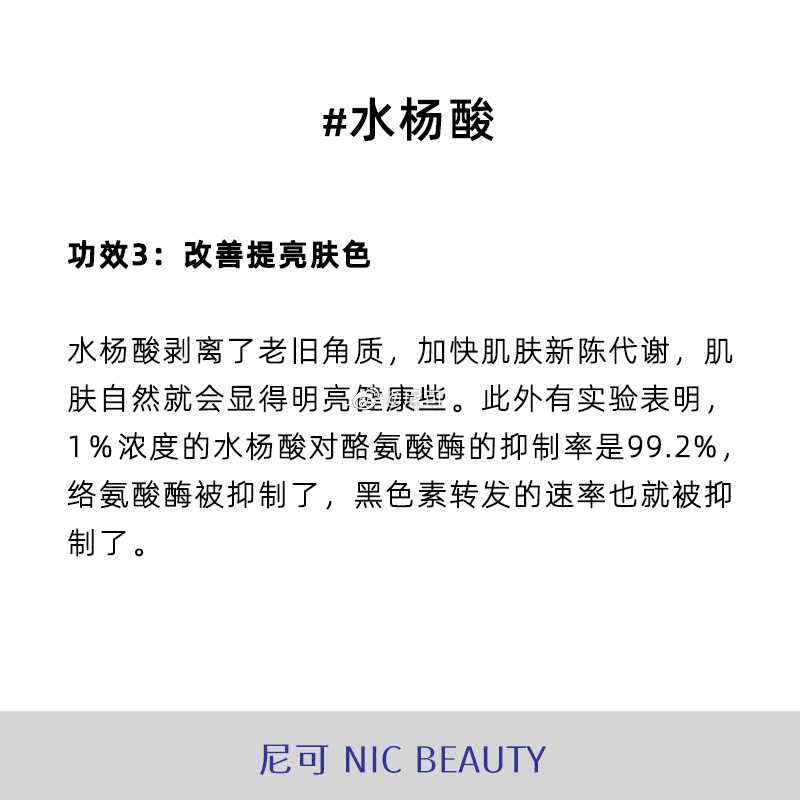 #水杨酸
功效3：改善提亮肤色
水杨酸剥离了老旧角质，加快肌肤新陈代谢，肌
肤自然就会显得明亮健康些。此外有实验表明，
1%浓度的水杨酸对酪氨酸酶的抑制率是99.2%，
络氨酸酶被抑制了，黑色素转发的速率也就被抑
制了。
尼可 NIC BEAUTY